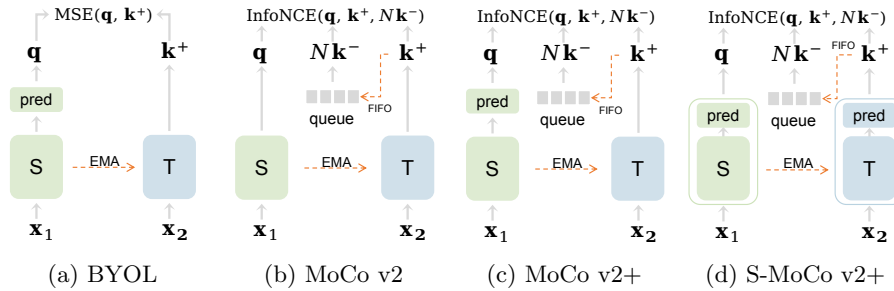 MSE(q, k⁺)
q k⁺
pred
S EMA T
x₁ x₂
(a) BYOL
InfoNCE(q, k⁺, Nk⁻)
q Nk⁻ k⁺
FIFO
queue
S EMA T
x₁ x₂
(b) MoCo v2
InfoNCE(q, k⁺, Nk⁻)
q Nk⁻ k⁺
pred
FIFO
queue
S EMA T
x₁ x₂
(c) MoCo v2+
InfoNCE(q, k⁺, Nk⁻)
q Nk⁻ k⁺
FIFO
pred queue pred
S EMA T
x₁ x₂
(d) S-MoCo v2+